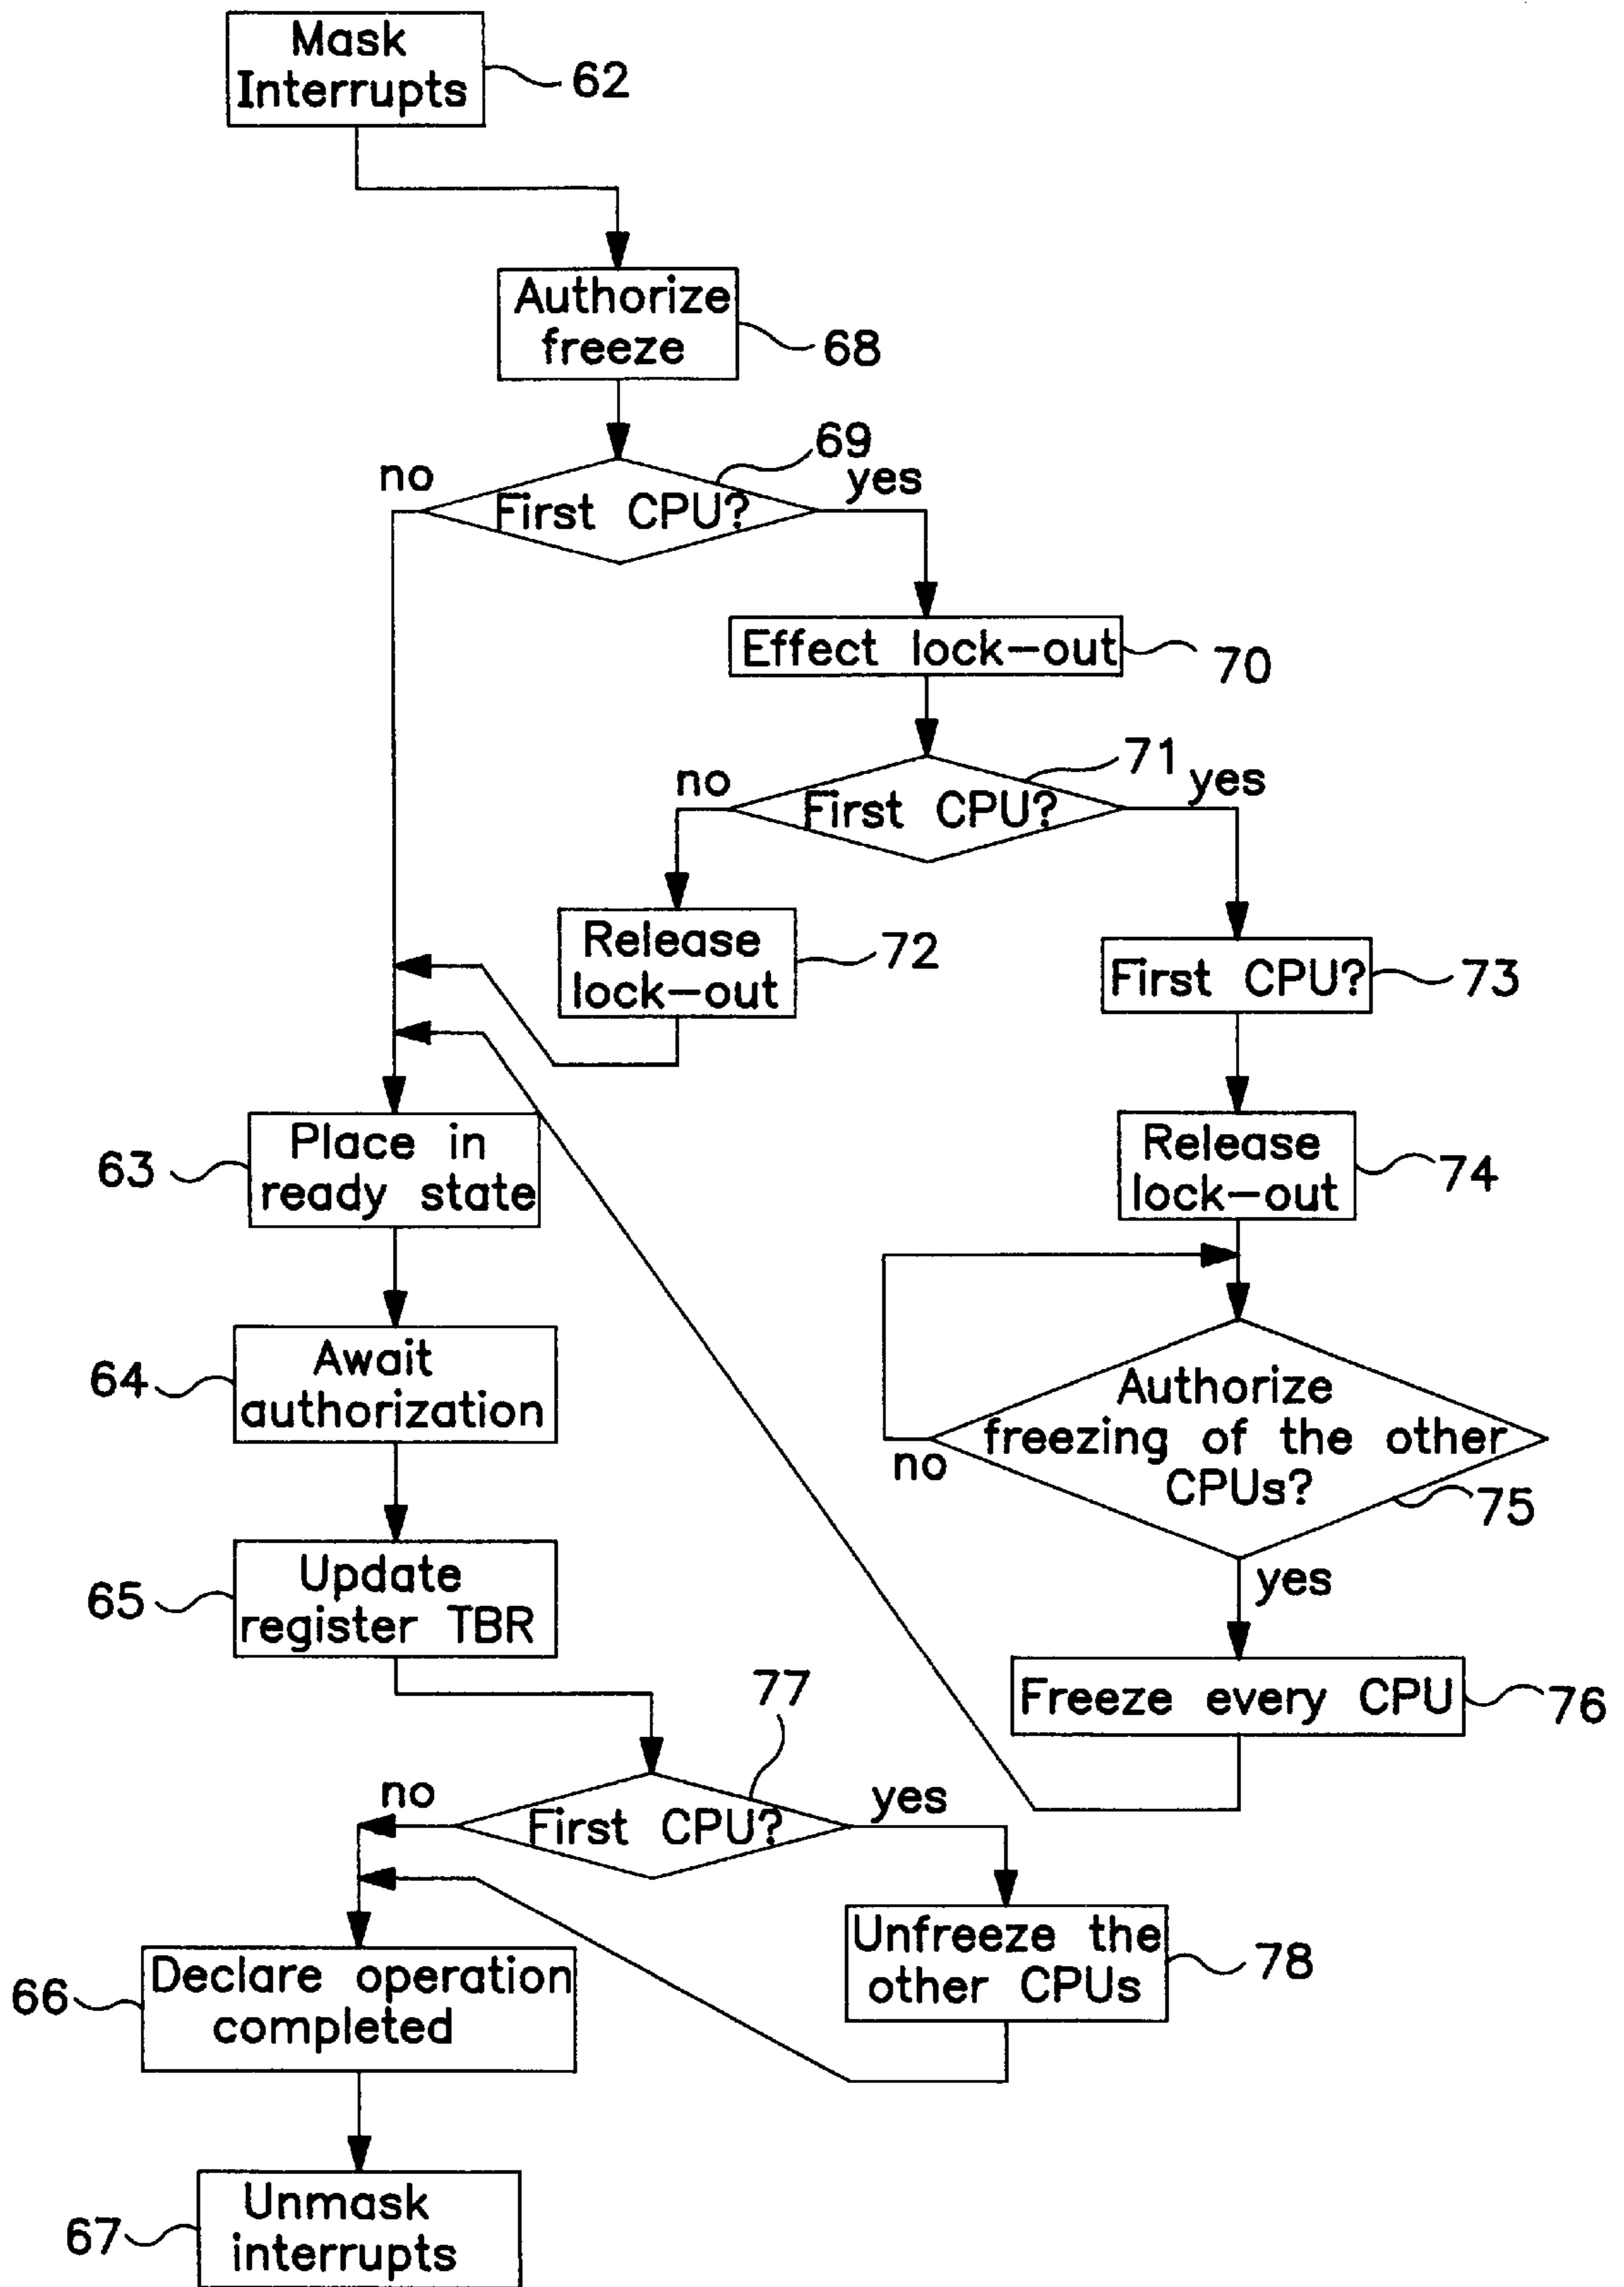 Mask
Interrupts
62
Authorize
freeze
68
69
no
yes
First CPU?
Effect lock-out
70
71
no
yes
First CPU?
Release
lock-out
72
First CPU?
73
Place in
ready state
63
Release
lock-out
74
Await
authorization
64
Authorize
freezing of the other
CPUs?
no
75
yes
Update
register TBR
65
Freeze every CPU
76
77
no
yes
First CPU?
Unfreeze the
other CPUs
78
Declare operation
completed
66
Unmask
interrupts
67